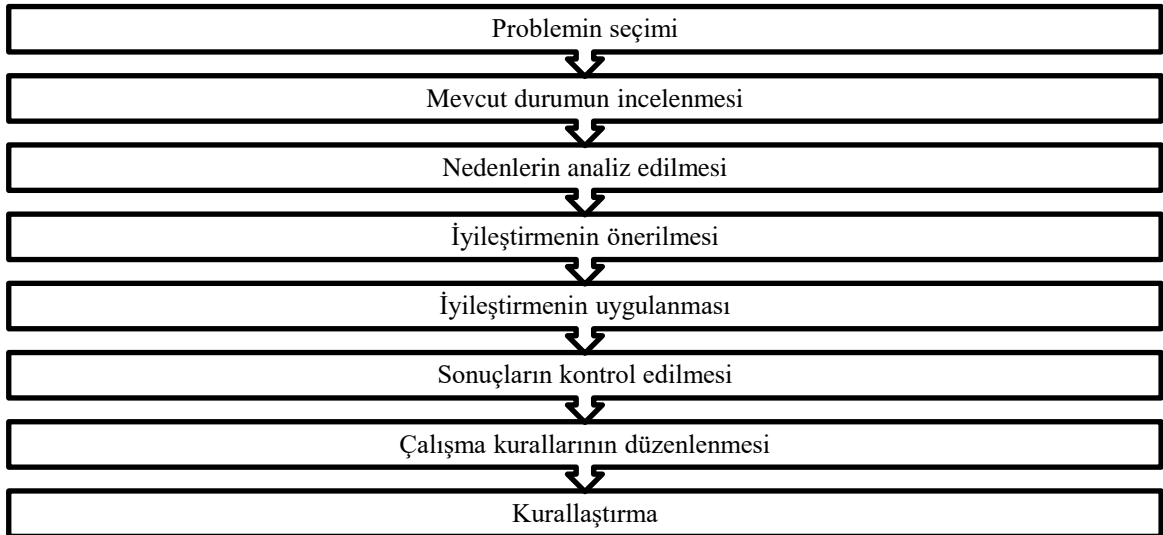 Problemin seçimi
Mevcut durumun incelenmesi
Nedenlerin analiz edilmesi
İyileştirmenin önerilmesi
İyileştirmenin uygulanması
Sonuçların kontrol edilmesi
Çalışma kurallarının düzenlenmesi
Kurallaştırma